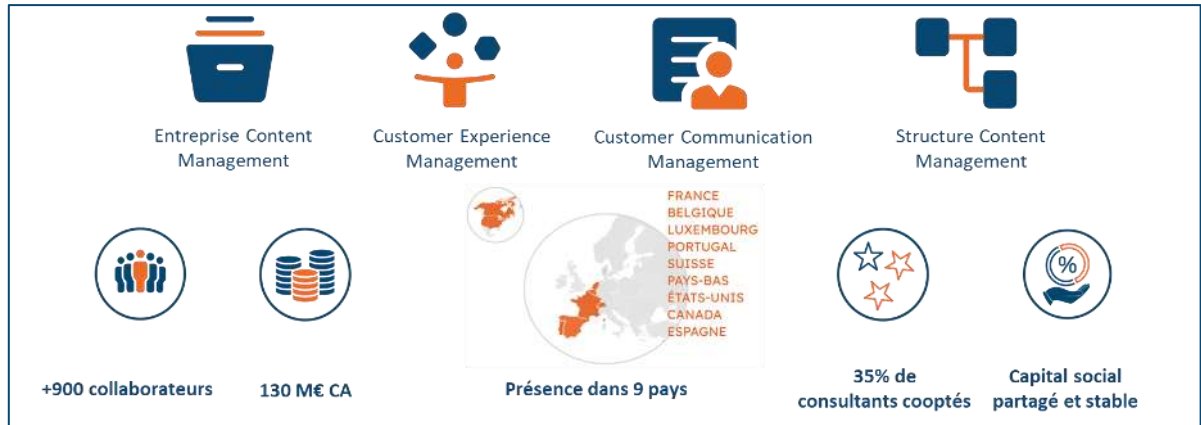 Entreprise Content
Management
Customer Experience
Management
Customer Communication
Management
Structure Content
Management
FRANCE
BELGIQUE
LUXEMBOURG
PORTUGAL
SUISSE
PAYS-BAS
ÉTATS-UNIS
CANADA
ESPAGNE
%
+900 collaborateurs
130 M€ CA
Présence dans 9 pays
35% de
consultants cooptés
Capital social
partagé et stable